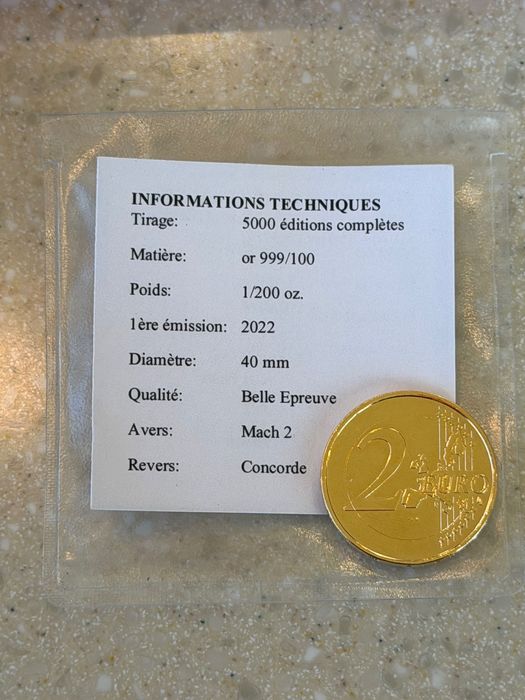 INFORMATIONS TECHNIQUES
Tirage: 5000 éditions complètes
Matière: or 999/100
Poids: 1/200 oz.
1ère émission: 2022
Diamètre: 40 mm
Qualité: Belle Epreuve
Avers: Mach 2
Revers: Concorde
2 EURO